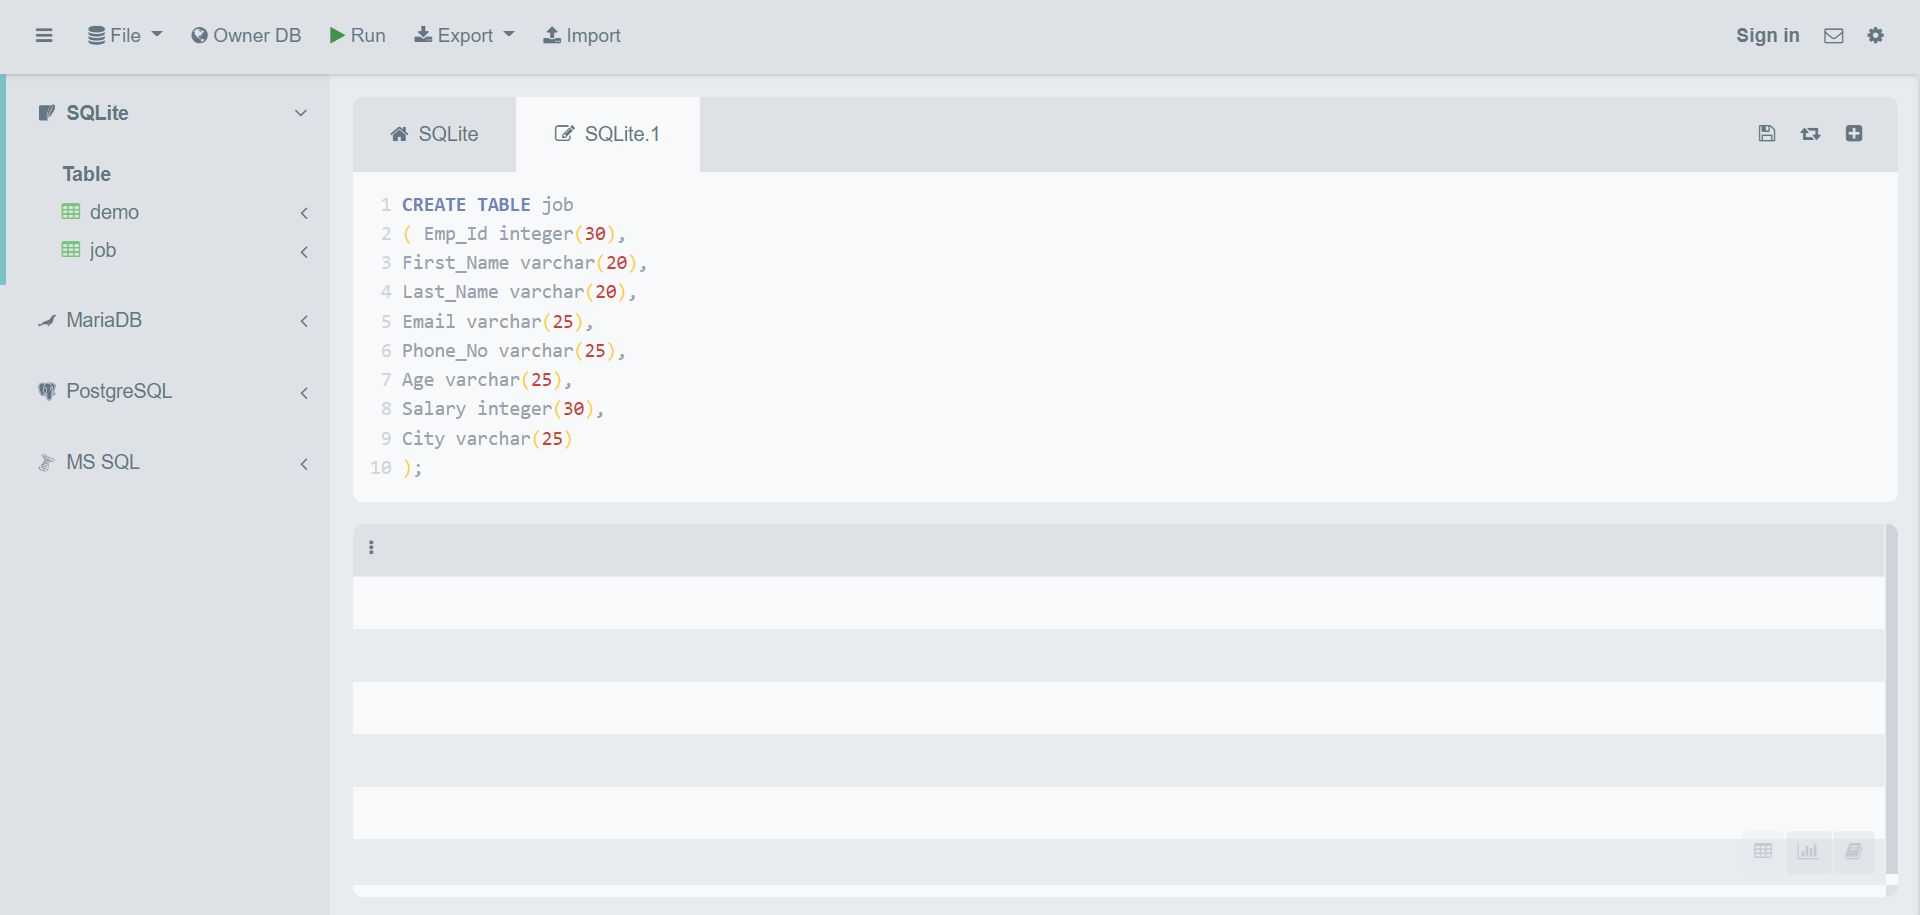 File Owner DB Run Export Import Sign in
SQLite
Table
demo
job
MariaDB
PostgreSQL
MS SQL
SQLite SQLite.1
1 CREATE TABLE job
2 ( Emp_Id integer(30),
3 First_Name varchar(20),
4 Last_Name varchar(20),
5 Email varchar(25),
6 Phone_No varchar(25),
7 Age varchar(25),
8 Salary integer(30),
9 City varchar(25)
10 );